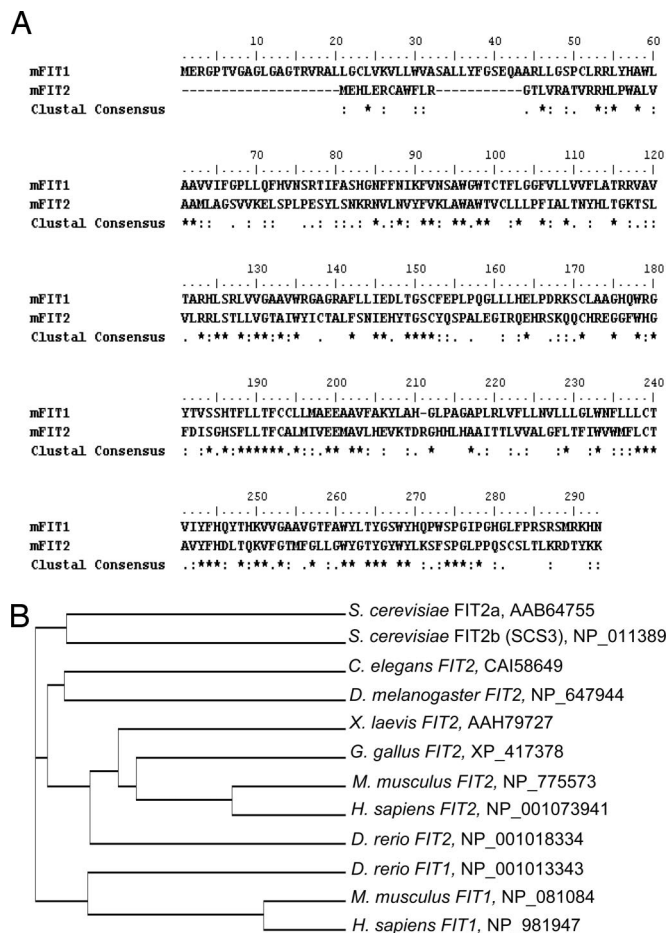 A
10 20 30 40 50 60
mFIT1 MERGPTVGAGLGAGTRVRALLGCLVKVLLWVASALLYFGSEQAARLLGSPCLRRLYHAWL
mFIT2 --------------------MEHLERCAWFLR-----------GTLVRATVRRHLPWALV
Clustal Consensus : * : :: . *: :. * :* * :
70 80 90 100 110 120
mFIT1 AAVVIFGPLLQFHVNSRTIFASHGNFFNIKFVNSAWGWTCTFLGGFVLLVVFLATRRVAV
mFIT2 AAMLAGSVVVKELSPLPESYLSNKRNVLNVYFVKLAWAWTVCLLLPFIALTNYHLTGKTSL
Clustal Consensus
130 140 150 160 170 180
mFIT1 TARHLSRLVVGAAVWRGAGRAFLLIEDLTGSCFEPLPQGLLLHELPDRKSCLAAGHQWRG
mFIT2 VLRRLSTLLVGTAIWYICTALFSNIEHYTGSCYQSPALEGIRQEHRSKQQCHREGGFWHG
Clustal Consensus
190 200 210 220 230 240
mFIT1 YTVSSHTFLLTFCCLLMAEEAAVFAKYLAH-GLPAGAPLRLVFLLNVLLLGLWNFLLLCT
mFIT2 FDISGHSFLLTFCALMIVEEMAVLHEVKTDRGHHLHAAITTLVVALGFLTFIWVWMFLCT
Clustal Consensus
250 260 270 280 290
mFIT1 VIYFHQYTHKVVGAAVGTFAWYLTYGSWYHQPWSPGIPGHGLFPRSRSMRKHN
mFIT2 AVYFHDLTQKVFGTMFGLLGWYGTYGYWYLKSFSPGLPPQSCSLTLKRDTYKK
Clustal Consensus
B
S. cerevisiae FIT2a, AAB64755
S. cerevisiae FIT2b (SCS3), NP_011389
C. elegans FIT2, CAI58649
D. melanogaster FIT2, NP_647944
X. laevis FIT2, AAH79727
G. gallus FIT2, XP_417378
M. musculus FIT2, NP_775573
H. sapiens FIT2, NP_001073941
D. rerio FIT2, NP_001018334
D. rerio FIT1, NP_001013343
M. musculus FIT1, NP_081084
H. sapiens FIT1, NP_981947